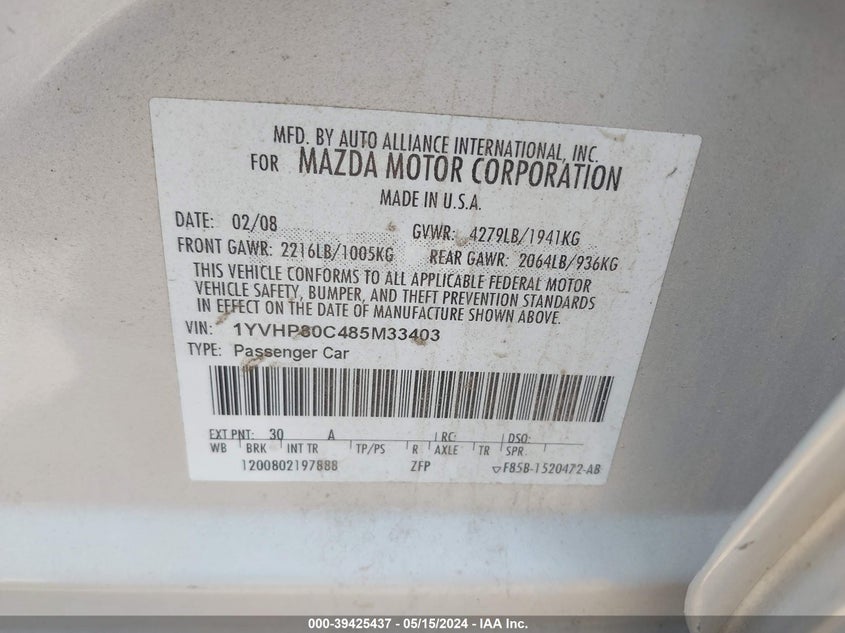 MFD. BY AUTO ALLIANCE INTERNATIONAL, INC.
FOR MAZDA MOTOR CORPORATION
MADE IN U.S.A.
DATE: 02/08 GVWR: 4279LB/1941KG
FRONT GAWR: 2216LB/1005KG REAR GAWR: 2064LB/936KG
THIS VEHICLE CONFORMS TO ALL APPLICABLE FEDERAL MOTOR
VEHICLE SAFETY, BUMPER, AND THEFT PREVENTION STANDARDS
IN EFFECT ON THE DATE OF MANUFACTURE SHOWN ABOVE.
VIN: 1YVHP80C485M33403
TYPE: Passenger Car
EXT PNT: 30 A RC: DSO:
WB BRK INT TR TP/PS R AXLE TR SPR
1200802197888 ZFP F85B-1520472-AB
000-39425437 - 05/15/2024 - IAA Inc.